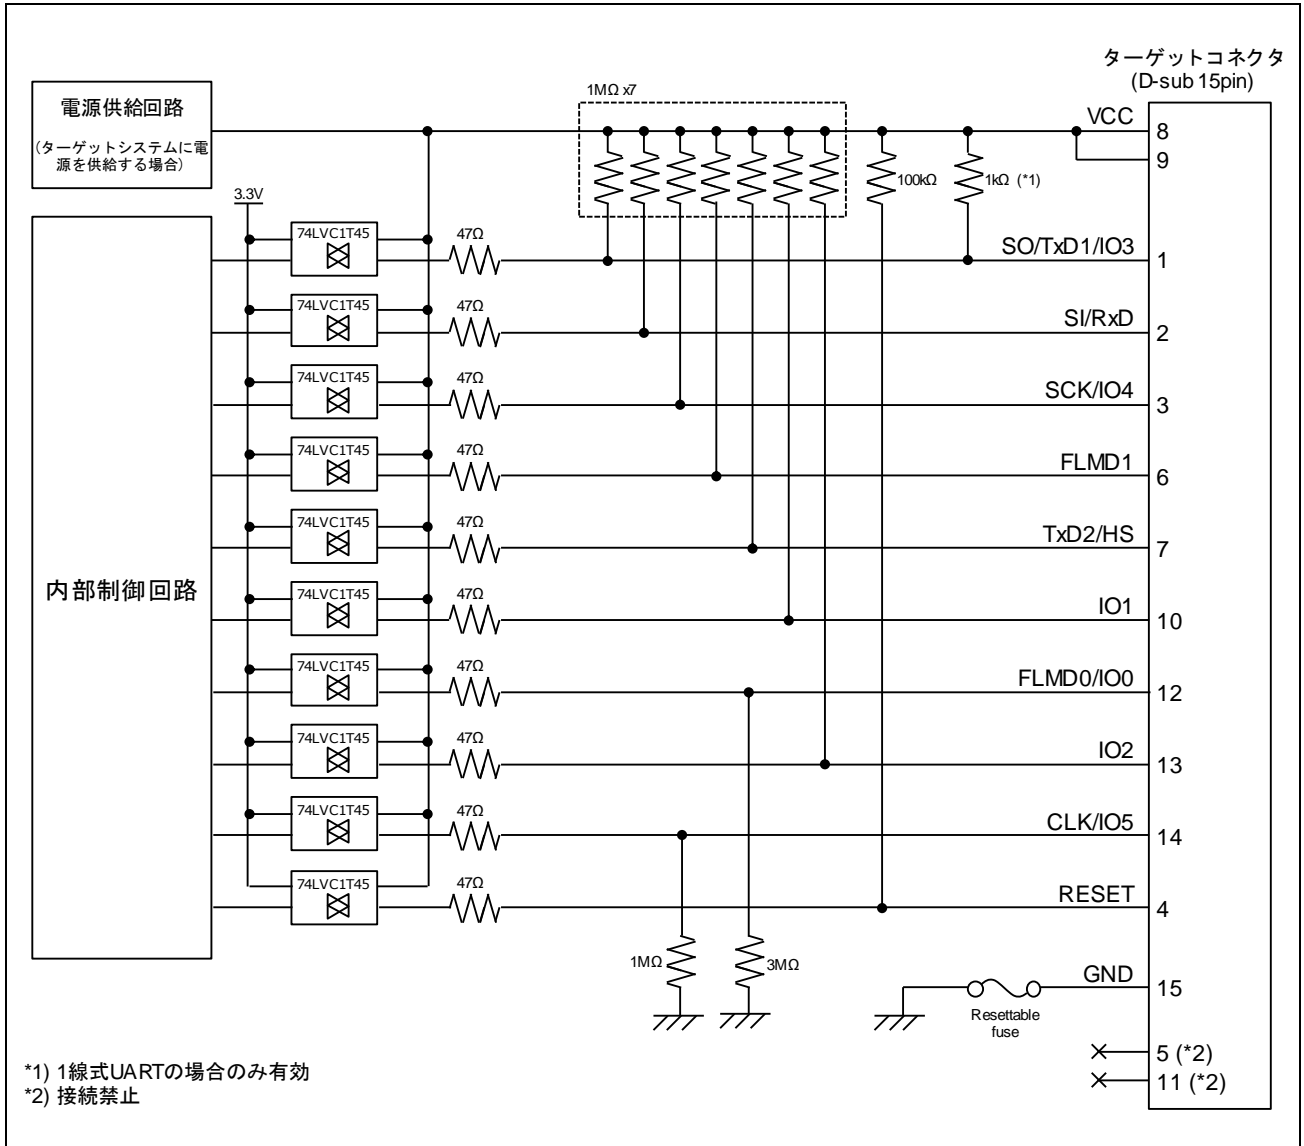 ターゲットコネクタ
(D-sub 15pin)
電源供給回路
(ターゲットシステムに電
源を供給する場合)
1MΩ x7
VCC
8
9
100kΩ
1kΩ (*1)
3.3V
74LVC1T45
47Ω
SO/TxD1/IO3
1
74LVC1T45
47Ω
SI/RxD
2
74LVC1T45
47Ω
SCK/IO4
3
74LVC1T45
47Ω
FLMD1
6
74LVC1T45
47Ω
TxD2/HS
7
内部制御回路
74LVC1T45
47Ω
IO1
10
74LVC1T45
47Ω
FLMD0/IO0
12
74LVC1T45
47Ω
IO2
13
74LVC1T45
47Ω
CLK/IO5
14
74LVC1T45
47Ω
RESET
4
1MΩ
3MΩ
GND
15
Resettable
fuse
5 (*2)
11 (*2)
*1) 1線式UARTの場合のみ有効
*2) 接続禁止